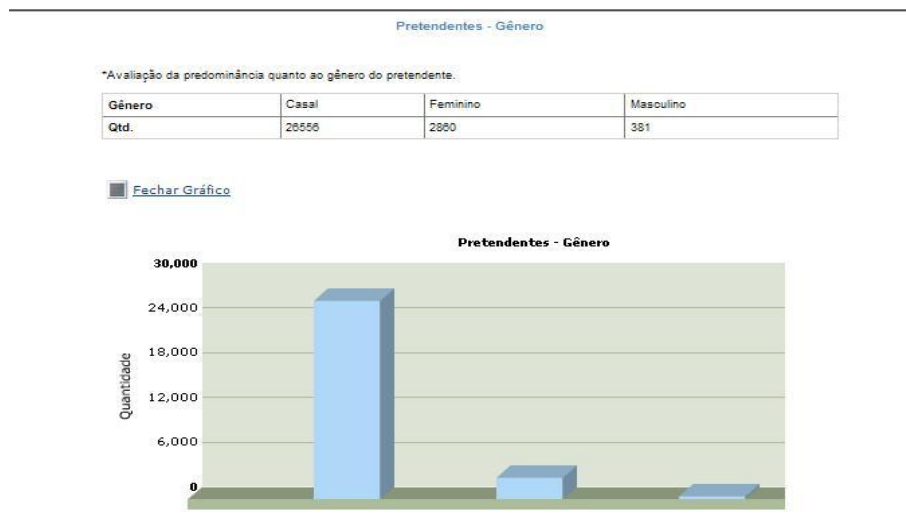 Pretendentes - Gênero
*Avaliação da predominância quanto ao gênero do pretendente.
Gênero Casal Feminino Masculino
Qtd. 26556 2860 381
Fechar Gráfico
Pretendentes - Gênero
30,000
24,000
18,000
12,000
6,000
0
Quantidade